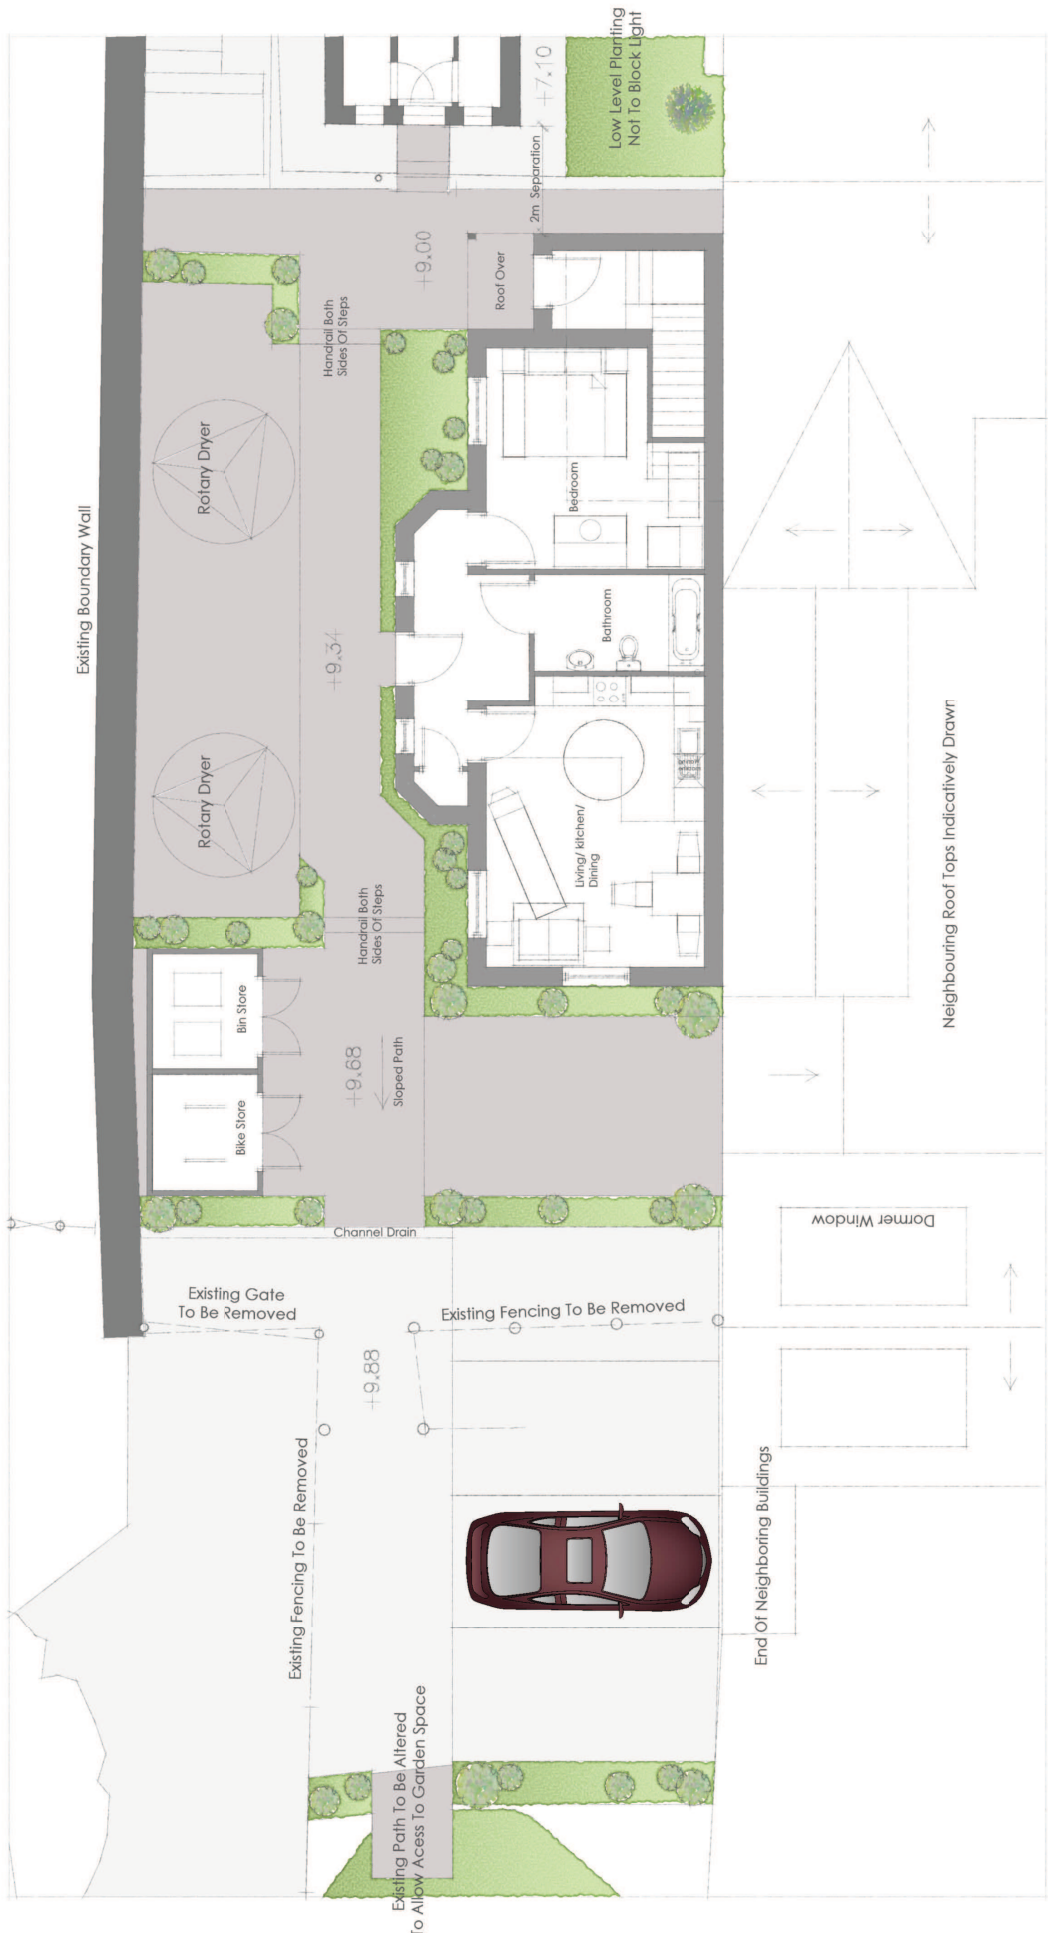 Low Level Planting
Not To Block Light
+7.10
2m Separation
+9.00
Roof Over
Handrail Both
Sides Of Steps
Rotary Dryer
Bedroom
Existing Boundary Wall
Bathroom
+9.34
Rotary Dryer
Living/ kitchen/
Dining
Neighbouring Roof Tops Indicatively Drawn
Handrail Both
Sides Of Steps
Bin Store
+9.68
Sloped Path
Bike Store
Dormer Window
Channel Drain
Existing Gate
To Be Removed
Existing Fencing To Be Removed
+9.88
Existing Fencing To Be Removed
End Of Neighboring Buildings
Existing Path To Be Altered
To Allow Acess To Garden Space